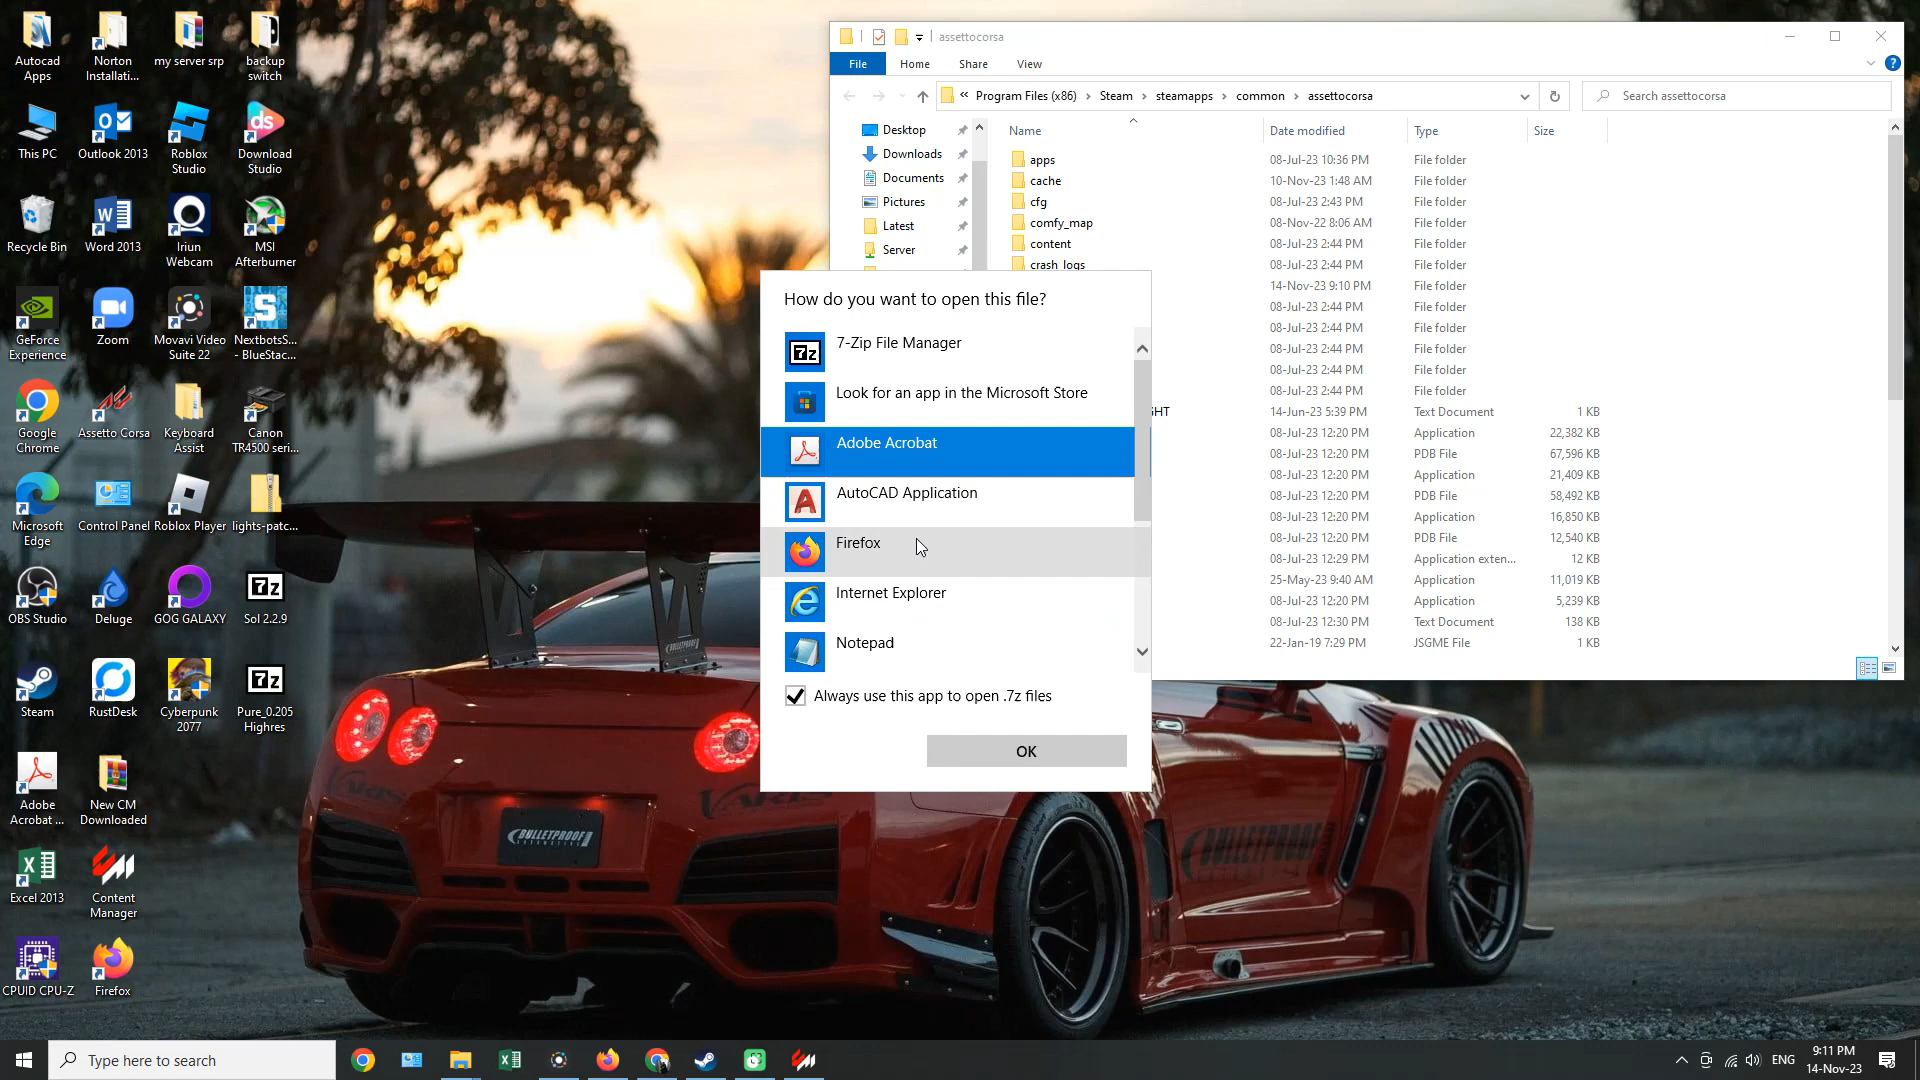 Autocad
Apps
Norton
Installati...
my server srp
backup
switch
This PC
Outlook 2013
Roblox
Studio
Download
Studio
Recycle Bin
Word 2013
Iriun
Webcam
MSI
Afterburner
GeForce
Experience
Zoom
Movavi Video
Suite 22
NextbotsS...
- BlueStac...
Google
Chrome
Assetto Corsa
Keyboard
Assist
Canon
TR4500 seri...
Microsoft
Edge
Control Panel
Roblox Player
lights-patc...
OBS Studio
Deluge
GOG GALAXY
Sol 2.2.9
Steam
RustDesk
Cyberpunk
2077
Pure_0.205
Highres
Adobe
Acrobat ...
New CM
Downloaded
Excel 2013
Content
Manager
CPUID CPU-Z
Firefox
assettocorsa
File Home Share View
« Program Files (x86) › Steam › steamapps › common › assettocorsa
Search assettocorsa
Desktop
Downloads
Documents
Pictures
Latest
Server
Name Date modified Type Size
apps 08-Jul-23 10:36 PM File folder
cache 10-Nov-23 1:48 AM File folder
cfg 08-Jul-23 2:43 PM File folder
comfy_map 08-Nov-22 8:06 AM File folder
content 08-Jul-23 2:44 PM File folder
crash_logs 08-Jul-23 2:44 PM File folder
14-Nov-23 9:10 PM File folder
08-Jul-23 2:44 PM File folder
08-Jul-23 2:44 PM File folder
08-Jul-23 2:44 PM File folder
08-Jul-23 2:44 PM File folder
08-Jul-23 2:44 PM File folder
GHT 14-Jun-23 5:39 PM Text Document 1 KB
08-Jul-23 12:20 PM Application 22,382 KB
08-Jul-23 12:20 PM PDB File 67,596 KB
08-Jul-23 12:20 PM Application 21,409 KB
08-Jul-23 12:20 PM PDB File 58,492 KB
08-Jul-23 12:20 PM Application 16,850 KB
08-Jul-23 12:20 PM PDB File 12,540 KB
08-Jul-23 12:29 PM Application exten... 12 KB
25-May-23 9:40 AM Application 11,019 KB
08-Jul-23 12:20 PM Application 5,239 KB
08-Jul-23 12:30 PM Text Document 138 KB
22-Jan-19 7:29 PM JSGME File 1 KB
How do you want to open this file?
7-Zip File Manager
Look for an app in the Microsoft Store
Adobe Acrobat
AutoCAD Application
Firefox
Internet Explorer
Notepad
Always use this app to open .7z files
OK
BULLETPROOF
Type here to search
ENG
9:11 PM
14-Nov-23